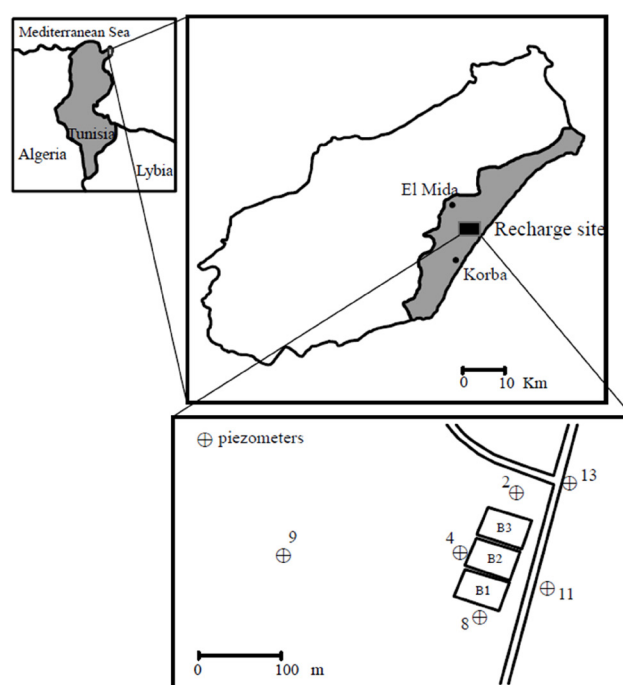 Mediterranean Sea
Tunisia
Algeria
Lybia
El Mida
Recharge site
Korba
0 10 Km
piezometers
13
2
B3
9
4
B2
B1
11
8
0 100 m